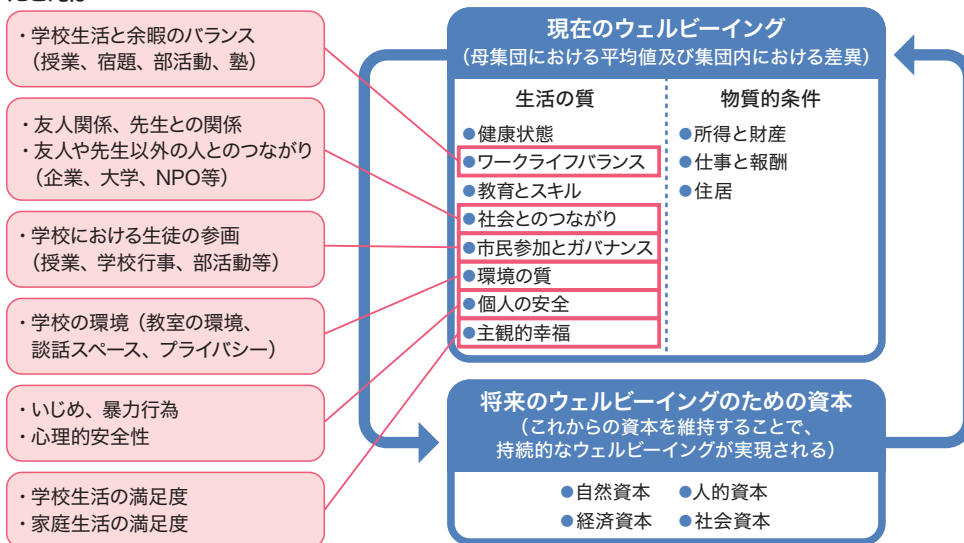 ・学校生活と余暇のバランス
（授業、宿題、部活動、塾）
・友人関係、先生との関係
・友人や先生以外の人とのつながり
（企業、大学、NPO等）
・学校における生徒の参画
（授業、学校行事、部活動等）
・学校の環境（教室の環境、
談話スペース、プライバシー）
・いじめ、暴力行為
・心理的安全性
・学校生活の満足度
・家庭生活の満足度
現在のウェルビーイング
（母集団における平均値及び集団内における差異）
生活の質
●健康状態
●ワークライフバランス
●教育とスキル
●社会とのつながり
●市民参加とガバナンス
●環境の質
●個人の安全
●主観的幸福
物質的条件
●所得と財産
●仕事と報酬
●住居
将来のウェルビーイングのための資本
（これからの資本を維持することで、
持続的なウェルビーイングが実現される）
●自然資本 ●人的資本
●経済資本 ●社会資本